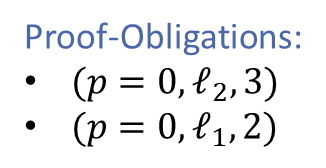 Proof-Obligations:
• (p = 0, ℓ₂, 3)
• (p = 0, ℓ₁, 2)